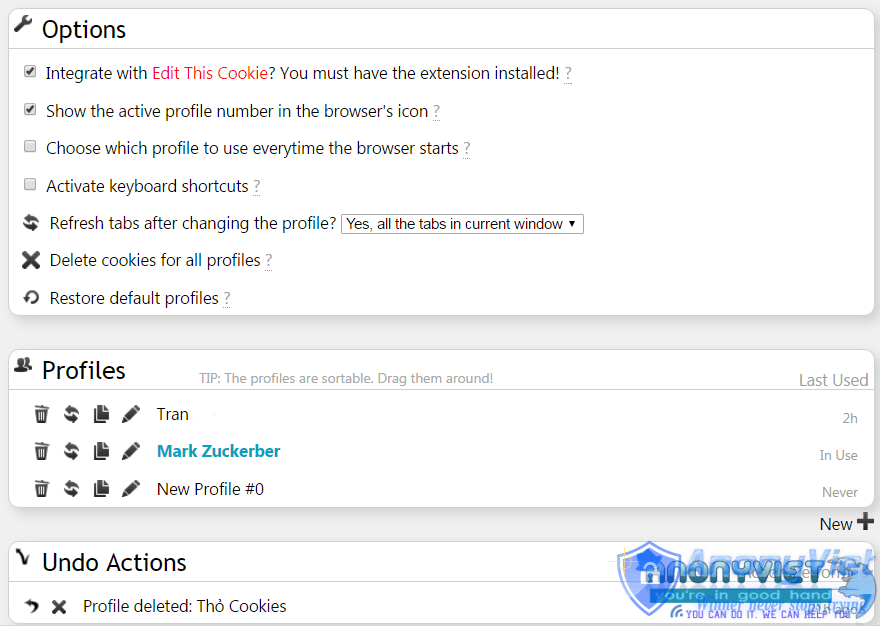 Options
Integrate with Edit This Cookie? You must have the extension installed! ?
Show the active profile number in the browser's icon ?
Choose which profile to use everytime the browser starts ?
Activate keyboard shortcuts ?
Refresh tabs after changing the profile? Yes, all the tabs in current window
Delete cookies for all profiles ?
Restore default profiles ?
Profiles
TIP: The profiles are sortable. Drag them around!
Last Used
Tran
2h
Mark Zuckerber
In Use
New Profile #0
Never
New
Undo Actions
AnonyViet
ANONYVIET
you're in good hand
Winner never stop trying
YOU CAN DO IT. WE CAN HELP YOU
Profile deleted: Thỏ Cookies